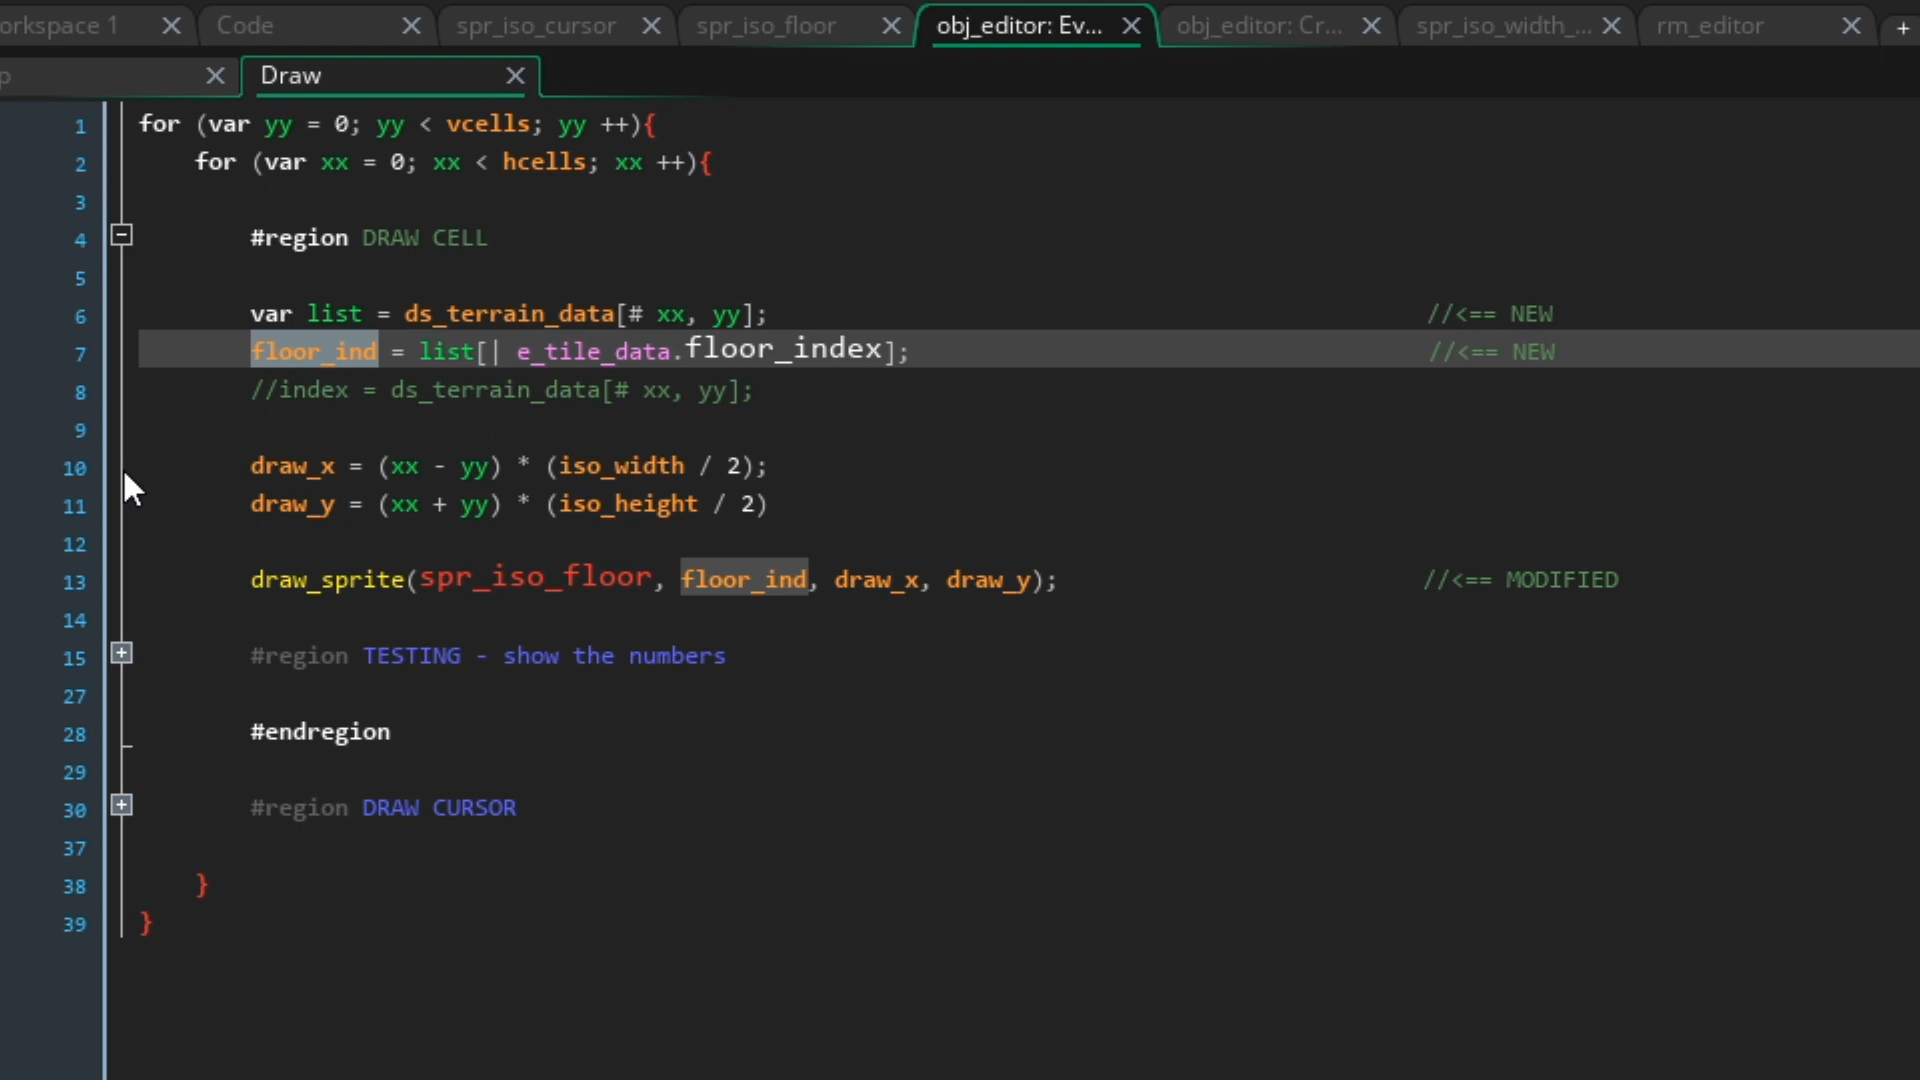 orkspace 1 Code spr_iso_cursor spr_iso_floor obj_editor: Ev... obj_editor: Cr... spr_iso_width_... rm_editor +
p Draw
1 for (var yy = 0; yy < vcells; yy ++){
2 for (var xx = 0; xx < hcells; xx ++){
3
4 #region DRAW CELL
5
6 var list = ds_terrain_data[# xx, yy]; //<== NEW
7 floor_ind = list[| e_tile_data.floor_index]; //<== NEW
8 //index = ds_terrain_data[# xx, yy];
9
10 draw_x = (xx - yy) * (iso_width / 2);
11 draw_y = (xx + yy) * (iso_height / 2)
12
13 draw_sprite(spr_iso_floor, floor_ind, draw_x, draw_y); //<== MODIFIED
14
15 #region TESTING - show the numbers
27
28 #endregion
29
30 #region DRAW CURSOR
37
38 }
39 }